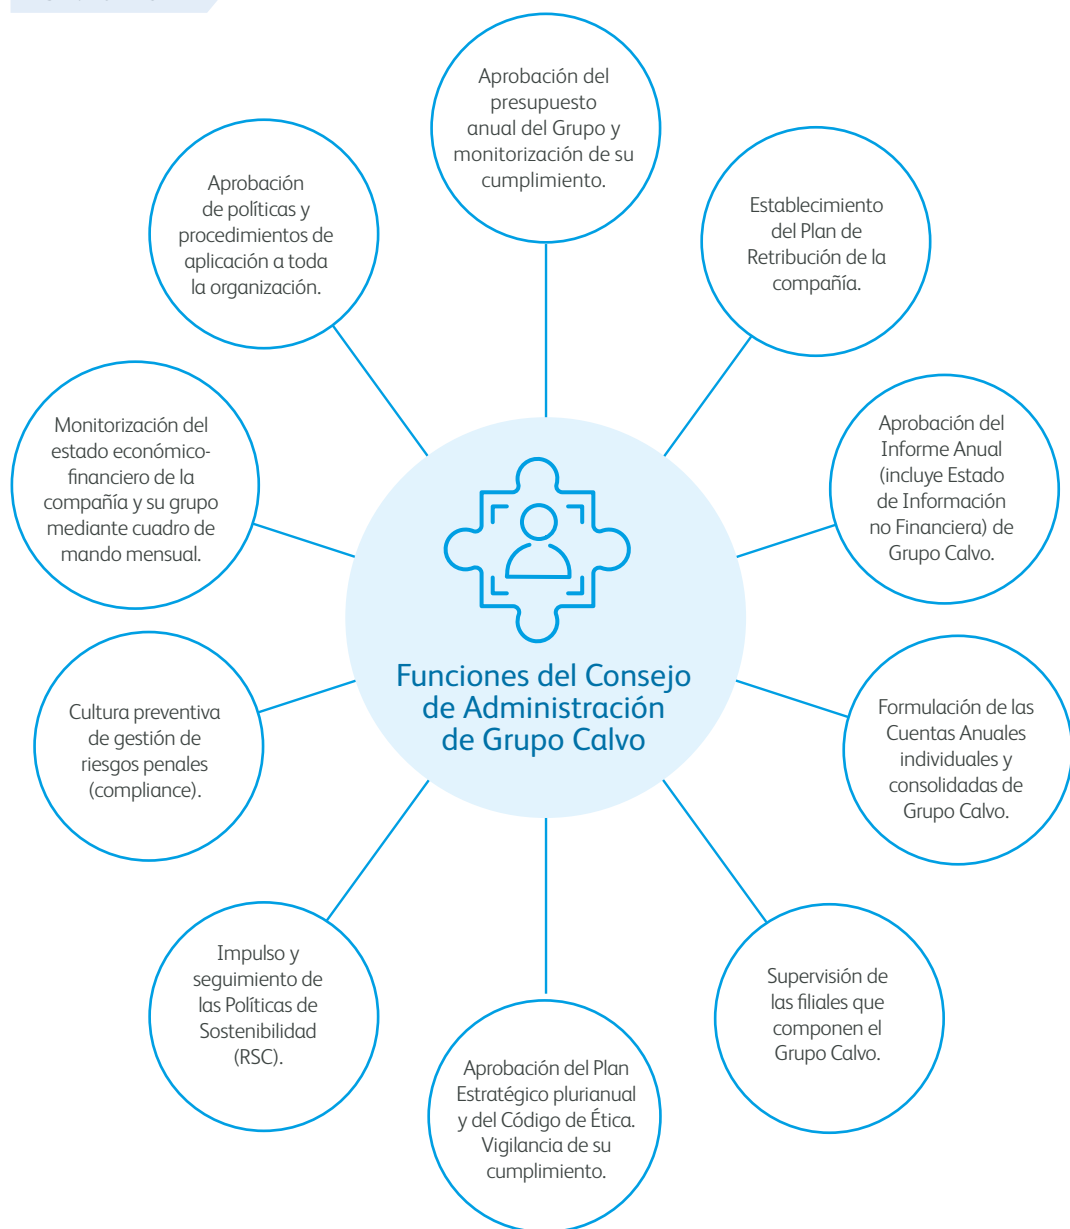 Aprobación del
presupuesto
anual del Grupo y
monitorización de su
cumplimiento.
Establecimiento
del Plan de
Retribución de la
compañía.
Aprobación del
Informe Anual
(incluye Estado
de Información
no Financiera) de
Grupo Calvo.
Formulación de las
Cuentas Anuales
individuales y
consolidadas de
Grupo Calvo.
Supervisión de
las filiales que
componen el
Grupo Calvo.
Aprobación del Plan
Estratégico plurianual
y del Código de Ética.
Vigilancia de su
cumplimiento.
Impulso y
seguimiento de
las Políticas de
Sostenibilidad
(RSC).
Cultura preventiva
de gestión de
riesgos penales
(compliance).
Monitorización del
estado económico-
financiero de la
compañía y su grupo
mediante cuadro de
mando mensual.
Aprobación
de políticas y
procedimientos de
aplicación a toda
la organización.
Funciones del Consejo
de Administración
de Grupo Calvo